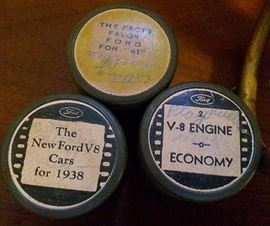 THE FACTS
FAVOR
FORD
FOR "41"
Ford
The
New Ford V8
Cars
for 1938
2
Ford
V-8 ENGINE
-o-
ECONOMY